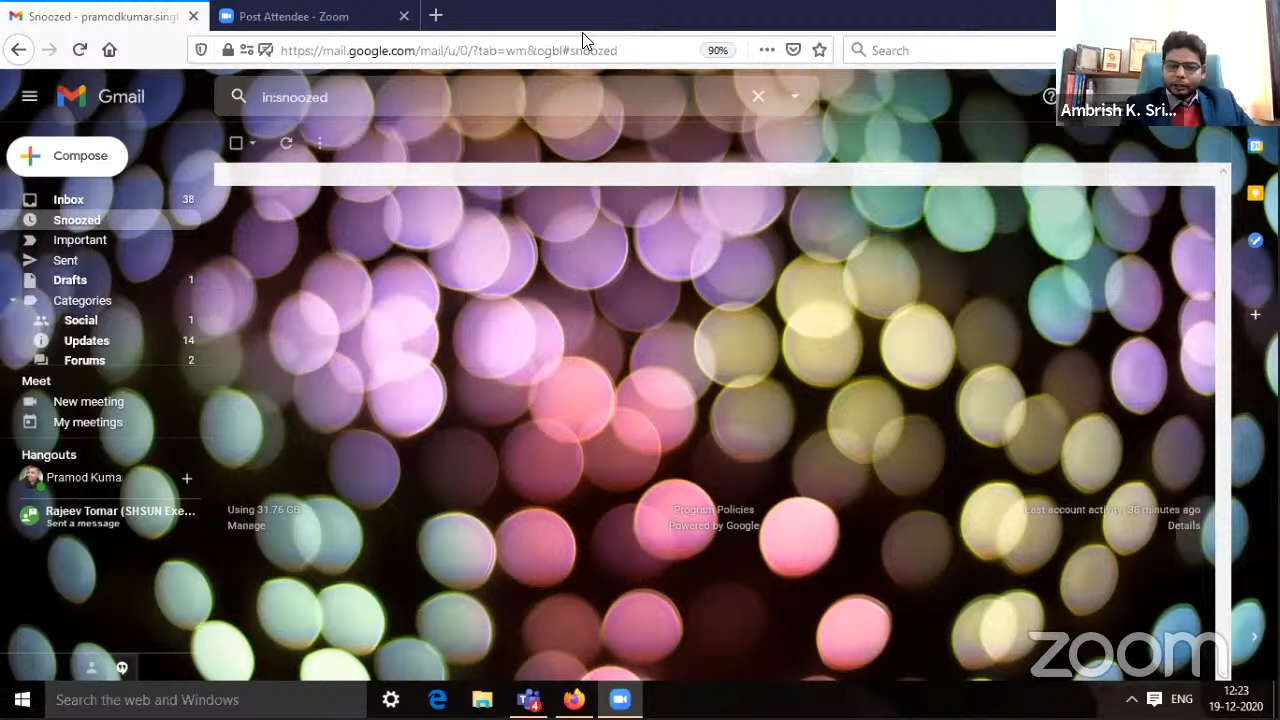 Snoozed - pramodkumar.singl
Post Attendee - Zoom
https://mail.google.com/mail/u/0/?tab=wm&ogbl#snoozed
90%
Search
Ambrish K. Sri...
Gmail
in:snoozed
Compose
Inbox 38
Snoozed
Important
Sent
Drafts 1
Categories
Social 1
Updates 14
Forums 2
Meet
New meeting
My meetings
Hangouts
Pramod Kuma
Rajeev Tomar (SHSUN Exe...
Sent a message
Using 31.76 GB
Manage
Program Policies
Powered by Google
Last account activity: 38 minutes ago
Details
zoom
Search the web and Windows
4
ENG
12:23
19-12-2020